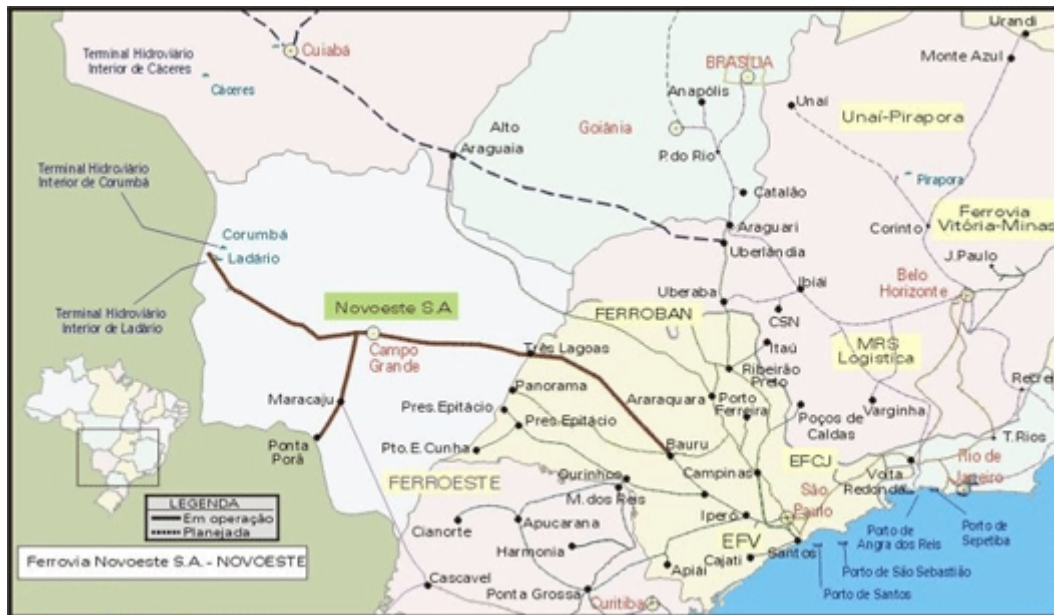 Urandi
Monte Azul
Terminal Hidroviário
Interior de Cáceres
Cuiabá
Cáceres
BRASÍLIA
Anapólis
Unaí
Unaí-Pirapora
Goiânia
Alto
Araguaia
P.do Rio
Pirapora
Terminal Hidroviário
Interior de Corumbá
Catalão
Araguari
Corinto
Ferrovia
Vitória-Minas
Corumbá
Ladário
Uberlândia
J.Paulo
Belo
Horizonte
Terminal Hidroviário
Interior de Ladário
Novoeste S.A
Uberaba
Ibiái
FERROBAN
CSN
MRS
Logistica
Campo
Grande
Três Lagoas
Itaú
Ribeirão
Preto
Panorama
Recreio
Maracaju
Pres.Epitácio
Araraquara
Porto
Ferreira
Pres.Epitácio
Poços de
Caldas
Varginha
Ponta
Porã
Pto.E.Cunha
Bauru
T.Rios
EFCJ
Rio de
Janeiro
Volta
Redonda
FERROESTE
Ourinhos
Campinas
M.dos Reis
São
Paulo
LEGENDA
Em operação
Planejada
Cianorte
Apucarana
Iperó
Porto de
Angra dos Reis
Porto de
Sepetiba
Harmonia
EFV
Santos
Cajati
Apiái
Porto de São Sebastião
Porto de Santos
Ferrovia Novoeste S.A. - NOVOESTE
Cascavel
Ponta Grossa
Curitiba